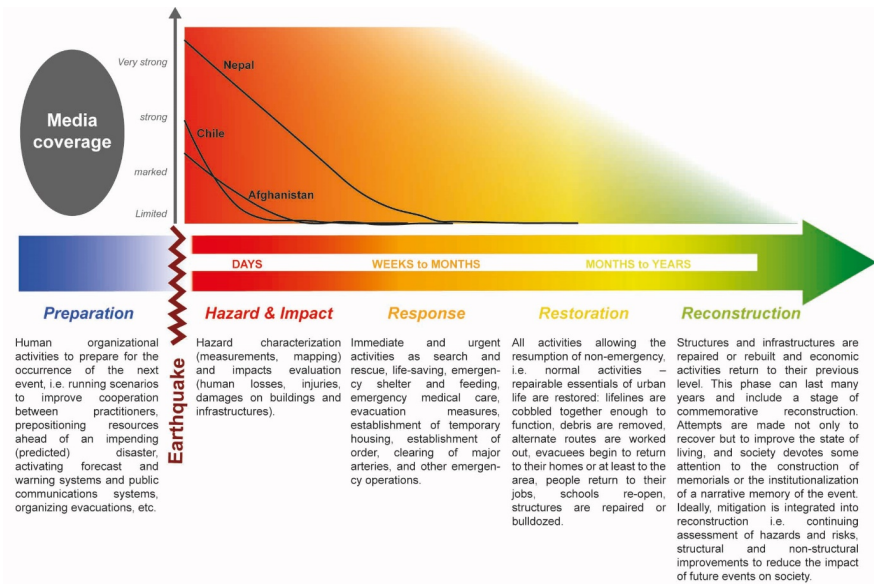 Media
coverage
Very strong
strong
marked
Limited
Nepal
Chile
Afghanistan
DAYS
WEEKS to MONTHS
MONTHS to YEARS
Earthquake
Preparation
Human organizational
activities to prepare for the
occurrence of the next
event, i.e. running scenarios
to improve cooperation
between practitioners,
prepositioning resources
ahead of an impending
(predicted) disaster,
activating forecast and
warning systems and public
communications systems,
organizing evacuations, etc.
Hazard & Impact
Hazard characterization
(measurements, mapping)
and impacts evaluation
(human losses, injuries,
damages on buildings and
infrastructures).
Response
Immediate and urgent
activities as search and
rescue, life-saving, emergen-
cy shelter and feeding,
emergency medical care,
evacuation measures,
establishment of temporary
housing, establishment of
order, clearing of major
arteries, and other emergen-
cy operations.
Restoration
All activities allowing the
resumption of non-emergency,
i.e. normal activities –
repairable essentials of urban
life are restored: lifelines are
cobbled together enough to
function, debris are removed,
alternate routes are worked
out, evacuees begin to return
to their homes or at least to the
area, people return to their
jobs, schools re-open,
structures are repaired or
bulldozed.
Reconstruction
Structures and infrastructures are
repaired or rebuilt and economic
activities return to their previous
level. This phase can last many
years and include a stage of
commemorative reconstruction.
Attempts are made not only to
recover but to improve the state of
living, and society devotes some
attention to the construction of
memorials or the institutionalization
of a narrative memory of the event.
Ideally, mitigation is integrated into
reconstruction i.e. continuing
assessment of hazards and risks,
structural and non-structural
improvements to reduce the impact
of future events on society.